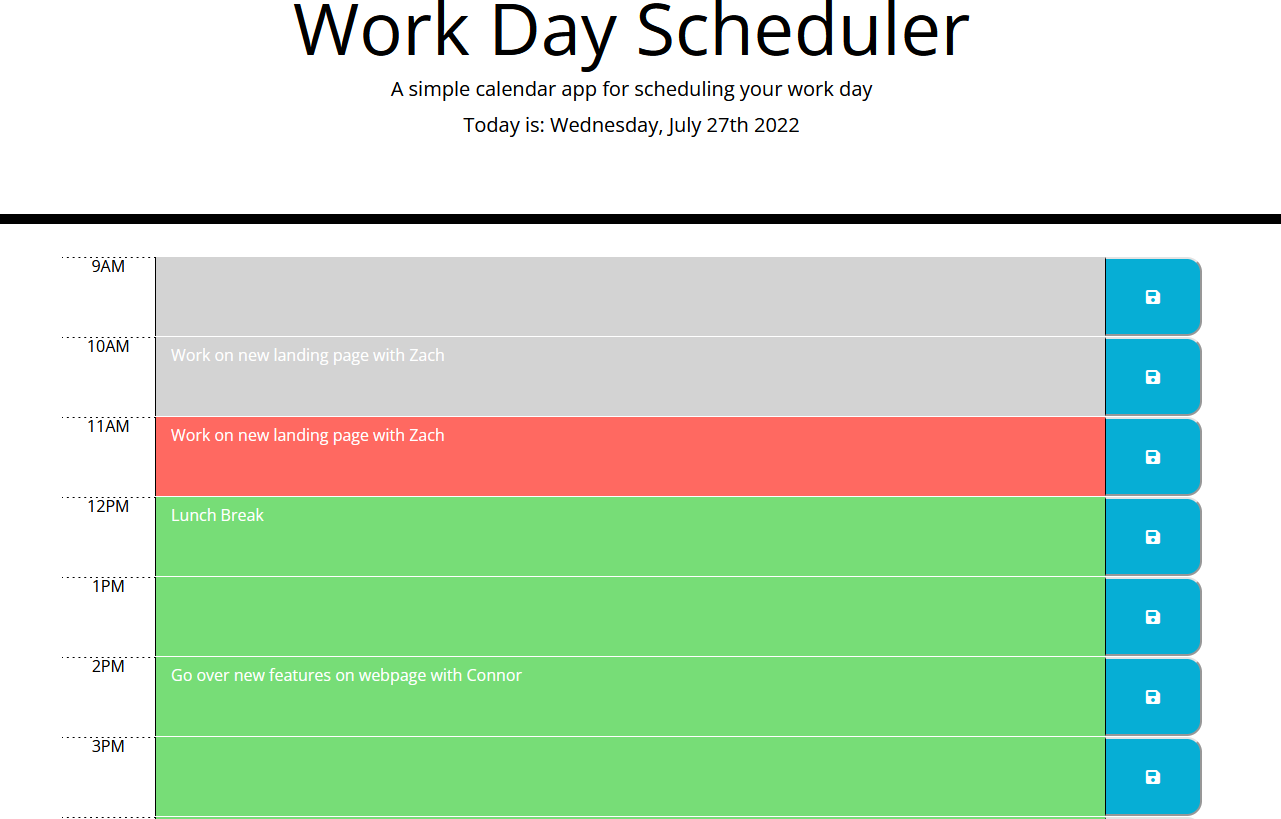 Work Day Scheduler
A simple calendar app for scheduling your work day
Today is: Wednesday, July 27th 2022
9AM
10AM
Work on new landing page with Zach
11AM
Work on new landing page with Zach
12PM
Lunch Break
1PM
2PM
Go over new features on webpage with Connor
3PM